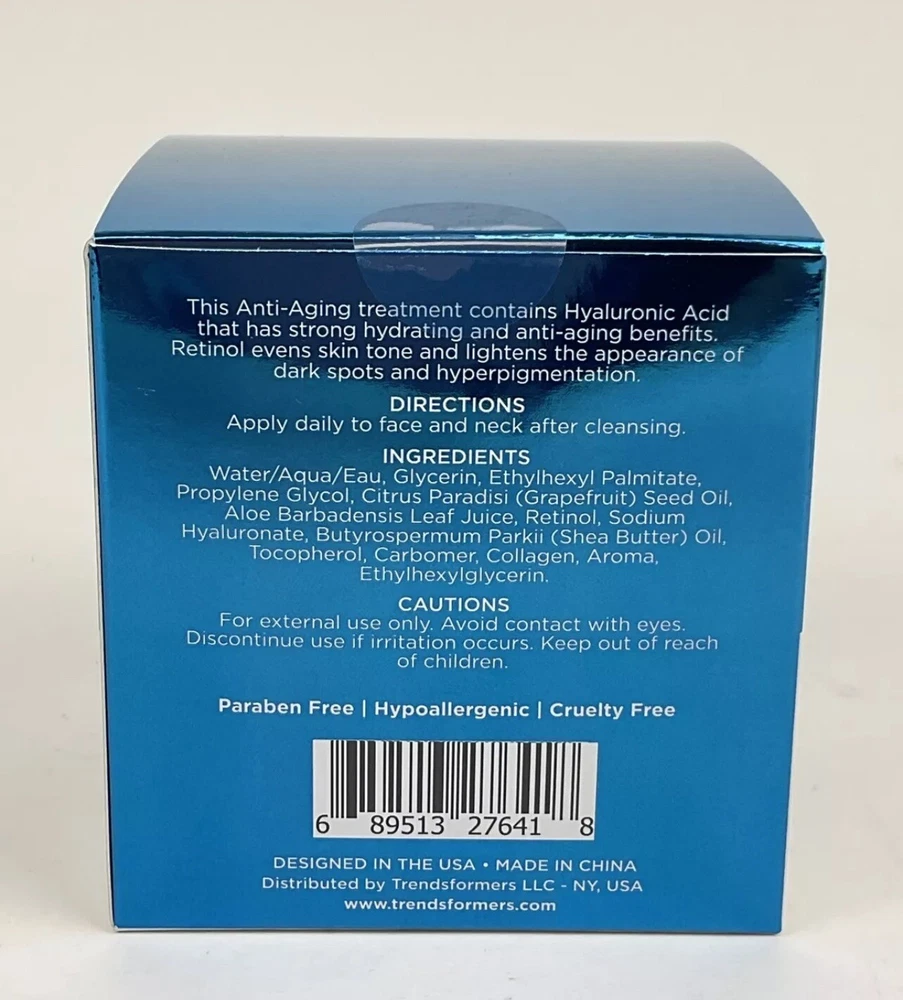 This Anti-Aging treatment contains Hyaluronic Acid
that has strong hydrating and anti-aging benefits.
Retinol evens skin tone and lightens the appearance of
dark spots and hyperpigmentation.
DIRECTIONS
Apply daily to face and neck after cleansing.
INGREDIENTS
Water/Aqua/Eau, Glycerin, Ethylhexyl Palmitate,
Propylene Glycol, Citrus Paradisi (Grapefruit) Seed Oil,
Aloe Barbadensis Leaf Juice, Retinol, Sodium
Hyaluronate, Butyrospermum Parkii (Shea Butter) Oil,
Tocopherol, Carbomer, Collagen, Aroma,
Ethylhexylglycerin.
CAUTIONS
For external use only. Avoid contact with eyes.
Discontinue use if irritation occurs. Keep out of reach
of children.
Paraben Free | Hypoallergenic | Cruelty Free
6 89513 27641 8
DESIGNED IN THE USA • MADE IN CHINA
Distributed by Trendsformers LLC - NY, USA
www.trendsformers.com